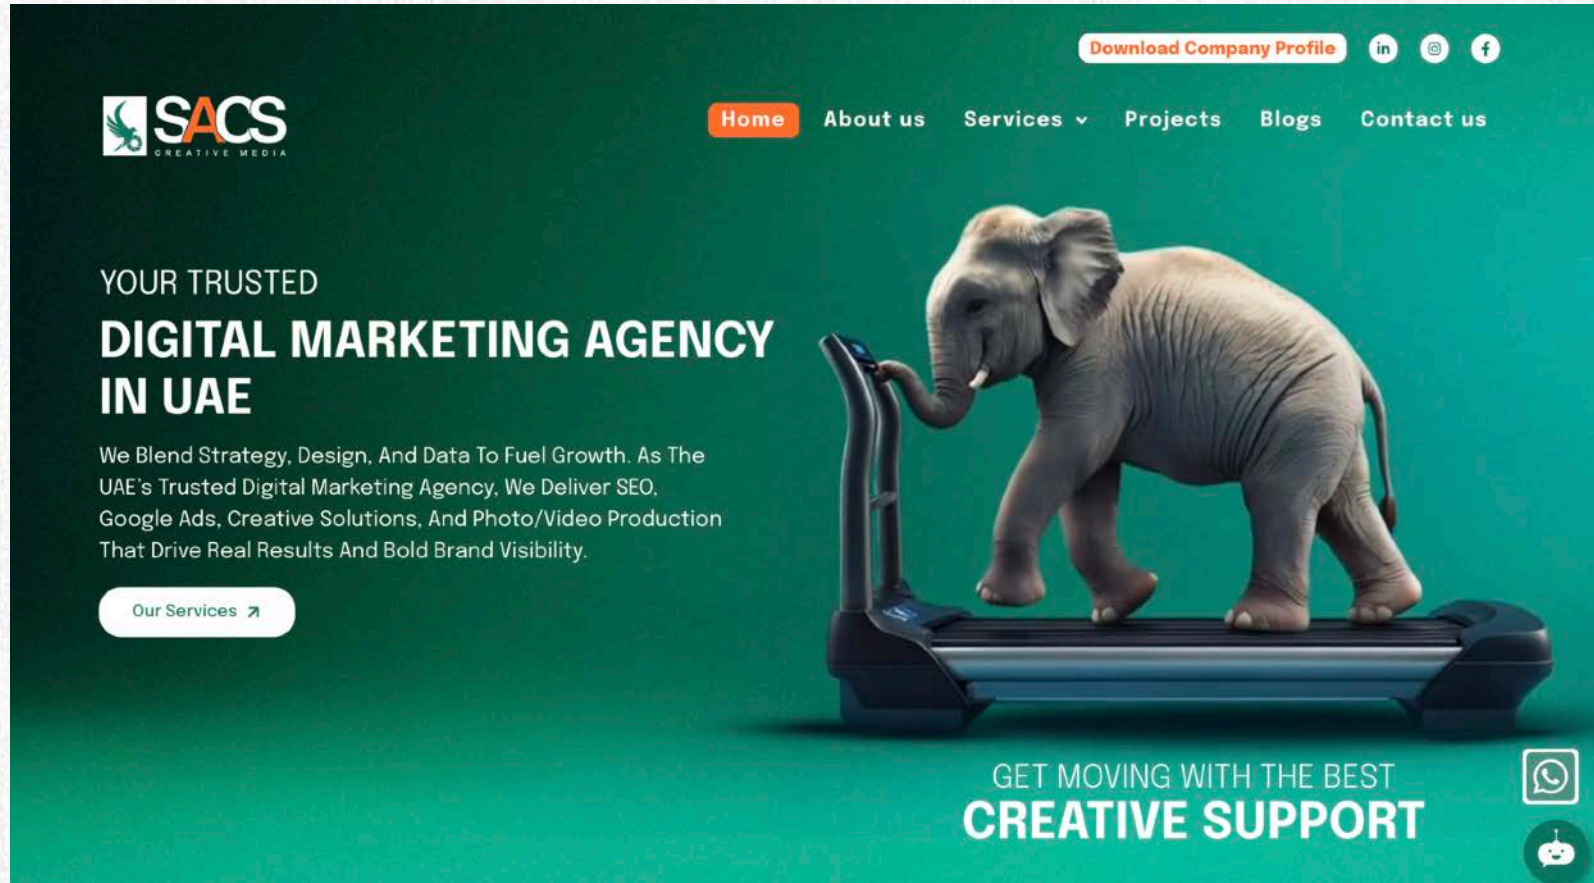 Download Company Profile
in
SACS
CREATIVE MEDIA
Home About us Services Projects Blogs Contact us
YOUR TRUSTED
DIGITAL MARKETING AGENCY
IN UAE
We Blend Strategy, Design, And Data To Fuel Growth. As The
UAE's Trusted Digital Marketing Agency, We Deliver SEO,
Google Ads, Creative Solutions, And Photo/Video Production
That Drive Real Results And Bold Brand Visibility.
Our Services
GET MOVING WITH THE BEST
CREATIVE SUPPORT